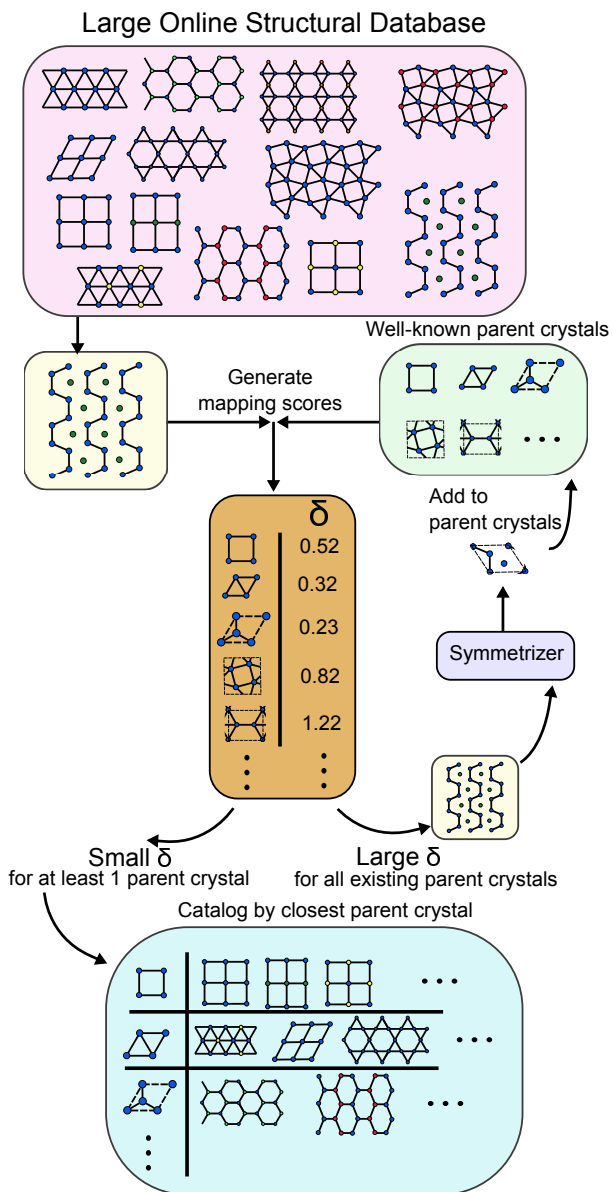 Large Online Structural Database
Well-known parent crystals
Generate
mapping scores
Add to
parent crystals
δ
0.52
0.32
0.23
0.82
1.22
Symmetrizer
Small δ
for at least 1 parent crystal
Large δ
for all existing parent crystals
Catalog by closest parent crystal